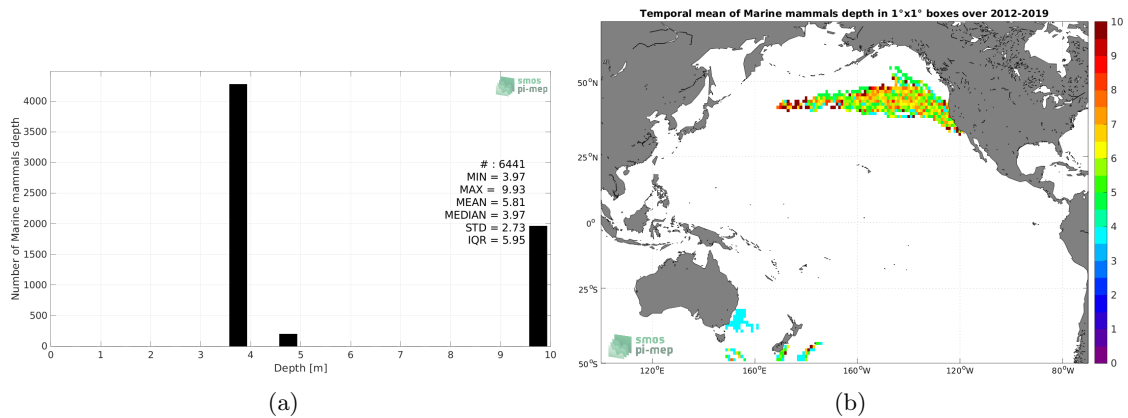 smos
pi-mep
Number of Marine mammals depth
4000
3500
3000
2500
2000
1500
1000
500
0
# : 6441
MIN = 3.97
MAX = 9.93
MEAN = 5.81
MEDIAN = 3.97
STD = 2.73
IQR = 5.95
0 1 2 3 4 5 6 7 8 9 10
Depth [m]
(a)
Temporal mean of Marine mammals depth in 1°x1° boxes over 2012-2019
50°N
25°N
0°
25°S
50°S
120°E 160°E 160°W 120°W 80°W
smos
pi-mep
10
9
8
7
6
5
4
3
2
1
0
(b)